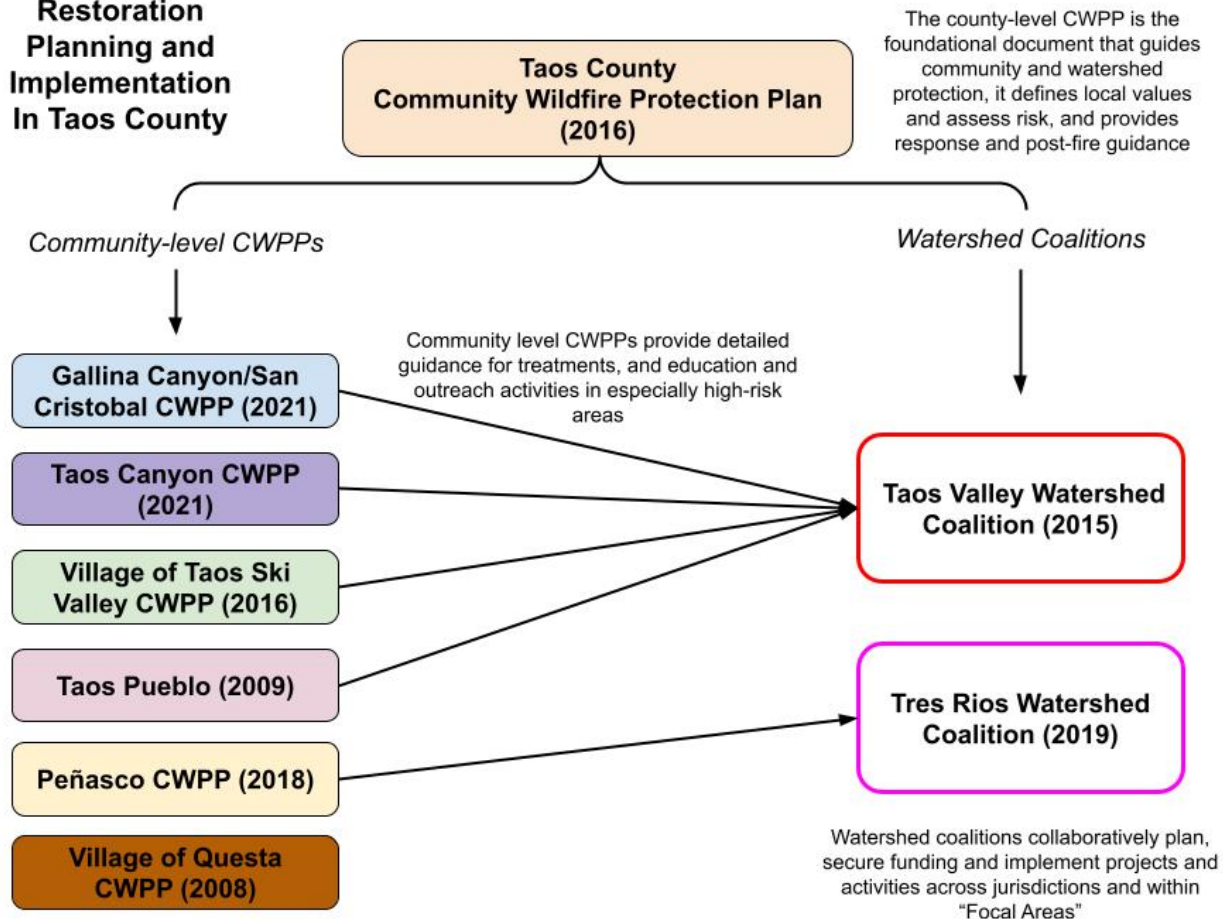 Restoration
Planning and
Implementation
In Taos County
Taos County
Community Wildfire Protection Plan
(2016)
The county-level CWPP is the
foundational document that guides
community and watershed
protection, it defines local values
and assess risk, and provides
response and post-fire guidance
Community-level CWPPs
Watershed Coalitions
Community level CWPPs provide detailed
guidance for treatments, and education and
outreach activities in especially high-risk
areas
Gallina Canyon/San
Cristobal CWPP (2021)
Taos Canyon CWPP
(2021)
Village of Taos Ski
Valley CWPP (2016)
Taos Pueblo (2009)
Peñasco CWPP (2018)
Village of Questa
CWPP (2008)
Taos Valley Watershed
Coalition (2015)
Tres Rios Watershed
Coalition (2019)
Watershed coalitions collaboratively plan,
secure funding and implement projects and
activities across jurisdictions and within
“Focal Areas”